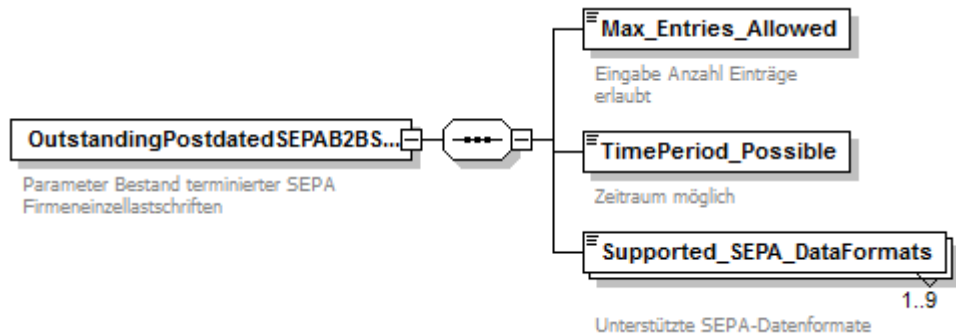 Max_Entries_Allowed
Eingabe Anzahl Einträge
erlaubt
OutstandingPostdatedSEPAB2BS...
Parameter Bestand terminierter SEPA
Firmeneinzellastschriften
TimePeriod_Possible
Zeitraum möglich
Supported_SEPA_DataFormats
1..9
Unterstützte SEPA-Datenformate